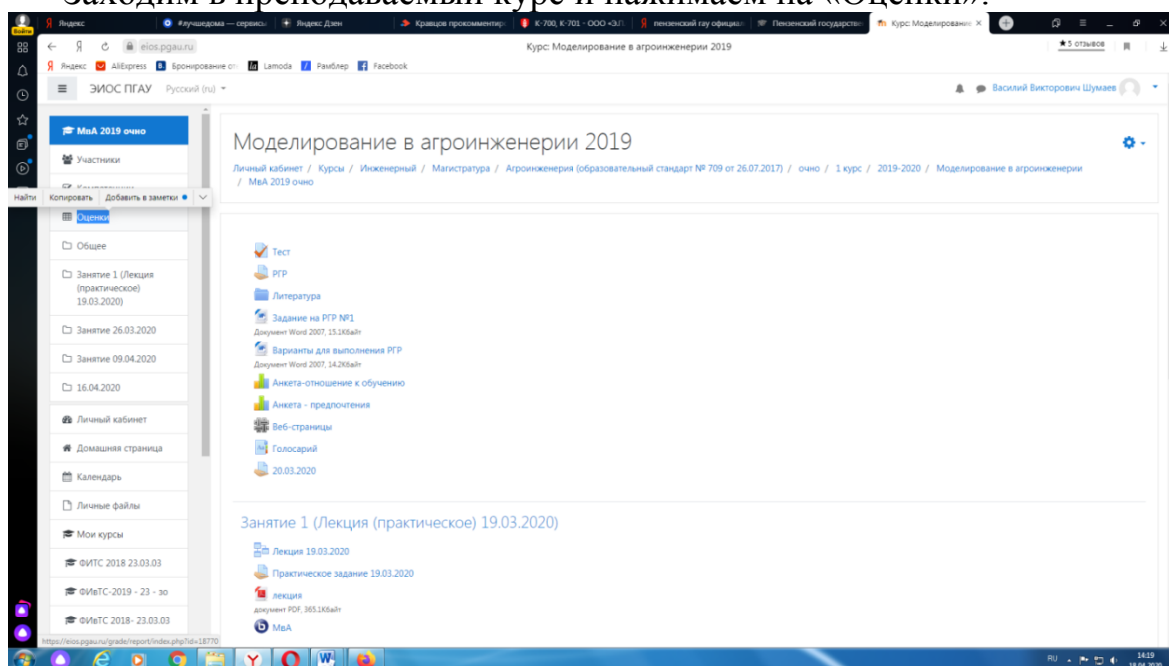 Заходим в преподаваемый курс и нажимаем на «Оценки».
Войти
Яндекс
#лучшедома — сервисы
Яндекс Дзен
Кравцов прокомментир
К-700, К-701 - ООО «ЗЛ
пензенский гау официал
Пензенский государстве
Курс: Моделирование
eios.pgau.ru
Курс: Моделирование в агроинженерии 2019
★5 отзывов
Яндекс
AliExpress
Бронирование от
Lamoda
Рамблер
Facebook
ЭИОС ПГАУ
Русский (ru)
Василий Викторович Шумаев
МвА 2019 очно
Участники
Найти
Копировать
Добавить в заметки
Оценки
Общее
Занятие 1 (Лекция
(практическое)
19.03.2020)
Занятие 26.03.2020
Занятие 09.04.2020
16.04.2020
Личный кабинет
Домашняя страница
Календарь
Личные файлы
Мои курсы
ФИТС 2018 23.03.03
ФИвТС-2019 - 23 - зо
ФИвТС 2018- 23.03.03
https://eios.pgau.ru/grade/report/index.php?id=18770
Моделирование в агроинженерии 2019
Личный кабинет / Курсы / Инженерный / Магистратура / Агроинженерия (образовательный стандарт № 709 от 26.07.2017) / очно / 1 курс / 2019-2020 / Моделирование в агроинженерии
/ МвА 2019 очно
Тест
РГР
Литература
Задание на РГР №1
Документ Word 2007, 15.1Кбайт
Варианты для выполнения РГР
Документ Word 2007, 14.2Кбайт
Анкета-отношение к обучению
Анкета - предпочтения
Веб-страницы
Голосарий
20.03.2020
Занятие 1 (Лекция (практическое) 19.03.2020)
Лекция 19.03.2020
Практическое задание 19.03.2020
лекция
документ PDF, 365.1Кбайт
МвА
RU
14:19
18.04.2020